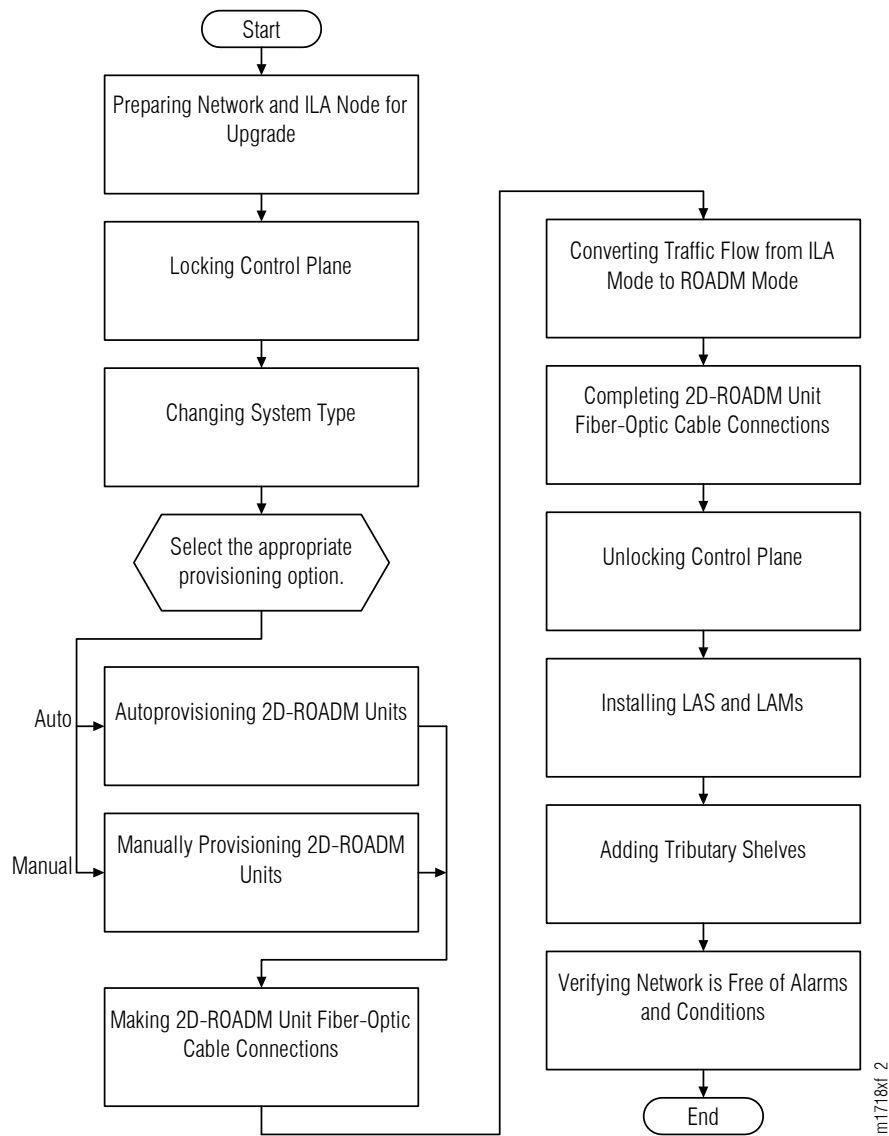 Start
Preparing Network and ILA Node for
Upgrade
Locking Control Plane
Changing System Type
Select the appropriate
provisioning option.
Auto
Autoprovisioning 2D-ROADM Units
Manual
Manually Provisioning 2D-ROADM
Units
Making 2D-ROADM Unit Fiber-Optic
Cable Connections
Converting Traffic Flow from ILA
Mode to ROADM Mode
Completing 2D-ROADM Unit
Fiber-Optic Cable Connections
Unlocking Control Plane
Installing LAS and LAMs
Adding Tributary Shelves
Verifying Network is Free of Alarms
and Conditions
End
m1718xf_2